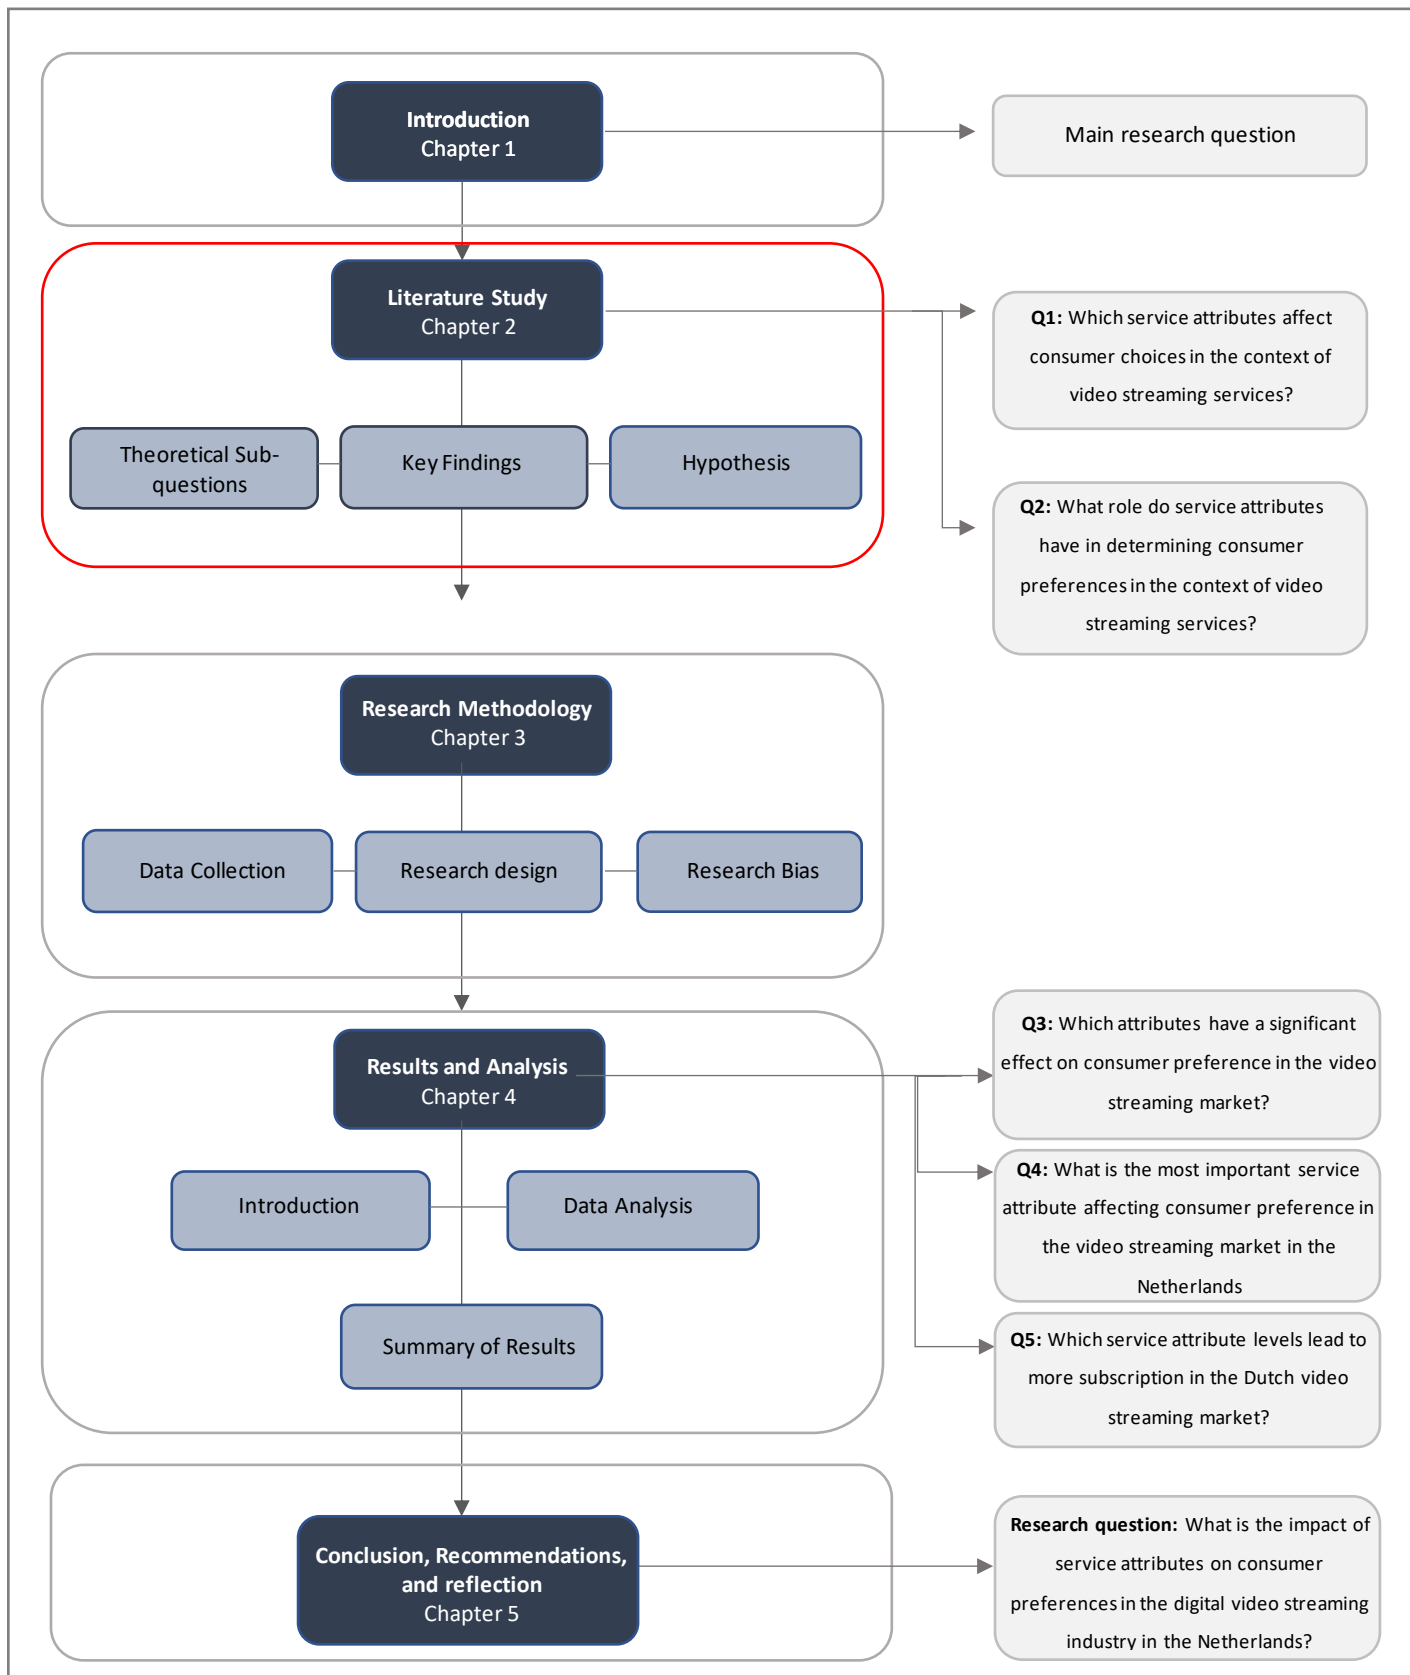 Introduction
Chapter 1
Main research question
Literature Study
Chapter 2
Q1: Which service attributes affect
consumer choices in the context of
video streaming services?
Theoretical Sub-
questions
Key Findings
Hypothesis
Q2: What role do service attributes
have in determining consumer
preferences in the context of video
streaming services?
Research Methodology
Chapter 3
Data Collection
Research design
Research Bias
Results and Analysis
Chapter 4
Q3: Which attributes have a significant
effect on consumer preference in the video
streaming market?
Introduction
Data Analysis
Q4: What is the most important service
attribute affecting consumer preference in
the video streaming market in the
Netherlands
Summary of Results
Q5: Which service attribute levels lead to
more subscription in the Dutch video
streaming market?
Conclusion, Recommendations,
and reflection
Chapter 5
Research question: What is the impact of
service attributes on consumer
preferences in the digital video streaming
industry in the Netherlands?